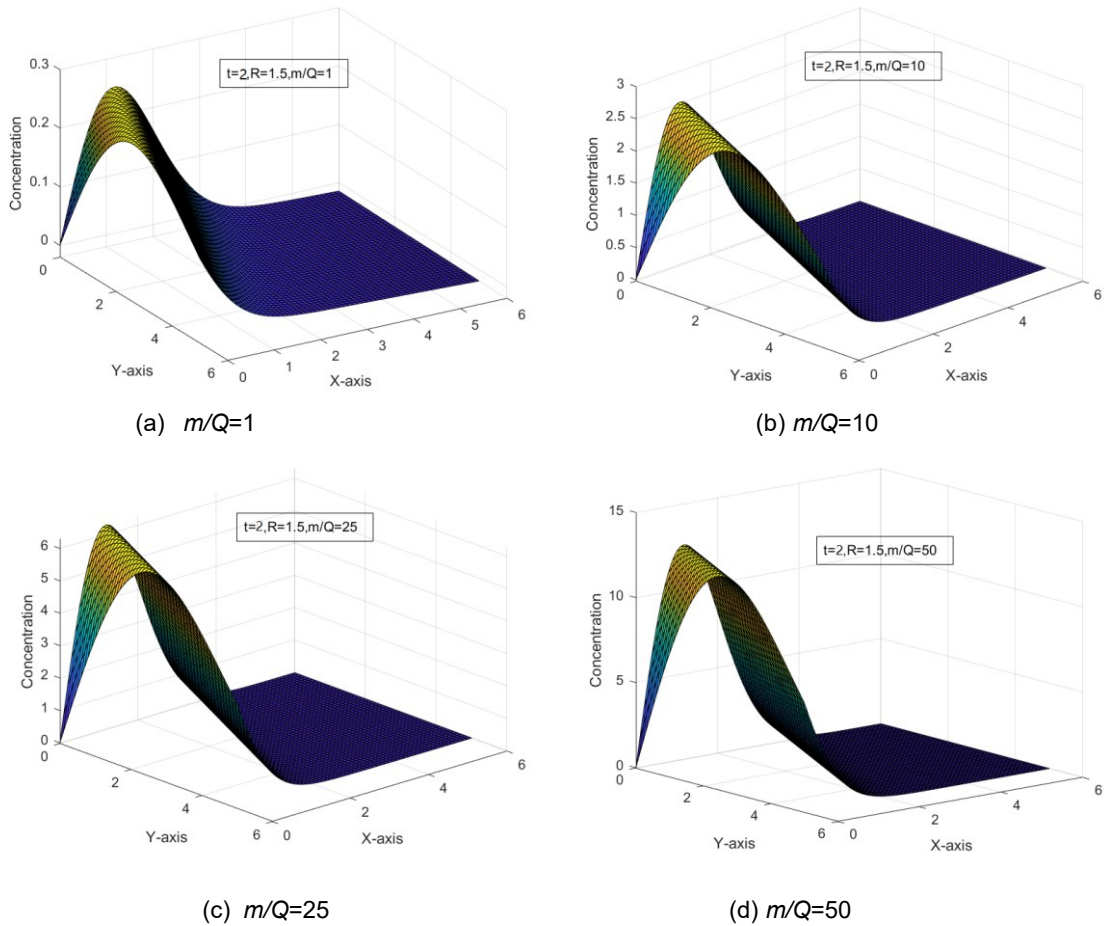 t=2,R=1.5,m/Q=1
0.3
0.2
0.1
0
Concentration
0
2
4
6
Y-axis
0
1
2
3
4
5
6
X-axis
(a) m/Q=1
t=2,R=1.5,m/Q=10
3
2.5
2
1.5
1
0.5
0
Concentration
0
2
4
6
Y-axis
0
2
4
6
X-axis
(b) m/Q=10
t=2,R=1.5,m/Q=25
6
5
4
3
2
1
0
Concentration
0
2
4
6
Y-axis
0
2
4
6
X-axis
(c) m/Q=25
t=2,R=1.5,m/Q=50
15
10
5
0
Concentration
0
2
4
6
Y-axis
0
2
4
6
X-axis
(d) m/Q=50